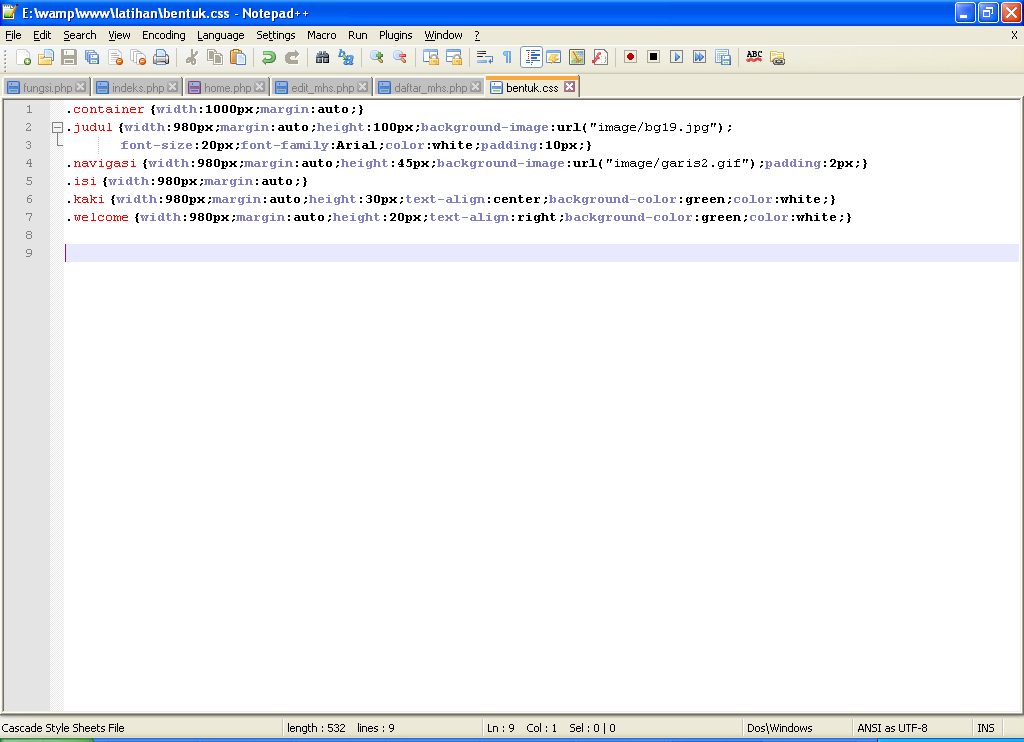 E:\wamp\www\latihan\bentuk.css - Notepad++
File Edit Search View Encoding Language Settings Macro Run Plugins Window ? X
ABC
fungsi.php indeks.php home.php edit_mhs.php daftar_mhs.php bentuk.css
1 .container {width:1000px;margin:auto;}
2 .judul {width:980px;margin:auto;height:100px;background-image:url("image/bg19.jpg");
3 font-size:20px;font-family:Arial;color:white;padding:10px;}
4 .navigasi {width:980px;margin:auto;height:45px;background-image:url("image/garis2.gif");padding:2px;}
5 .isi {width:980px;margin:auto;}
6 .kaki {width:980px;margin:auto;height:30px;text-align:center;background-color:green;color:white;}
7 .welcome {width:980px;margin:auto;height:20px;text-align:right;background-color:green;color:white;}
8
9
Cascade Style Sheets File length : 532 lines : 9 Ln : 9 Col : 1 Sel : 0 | 0 Dos\Windows ANSI as UTF-8 INS